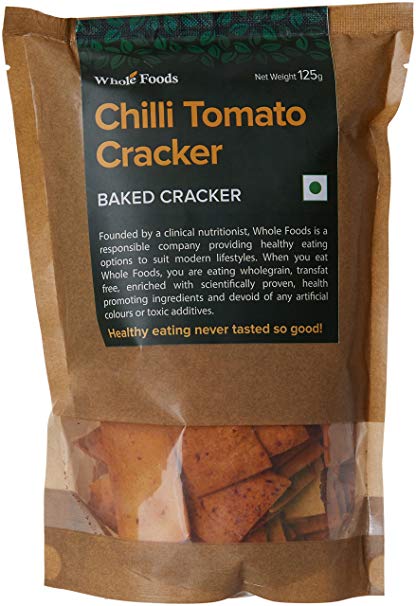 Whole Foods
Net Weight 125g
Chilli Tomato
Cracker
BAKED CRACKER
Founded by a clinical nutritionist, Whole Foods is a
responsible company providing healthy eating
options to suit modern lifestyles. When you eat
Whole Foods, you are eating wholegrain, transfat
free, enriched with scientifically proven, health
promoting ingredients and devoid of any artificial
colours or toxic additives.
Healthy eating never tasted so good!